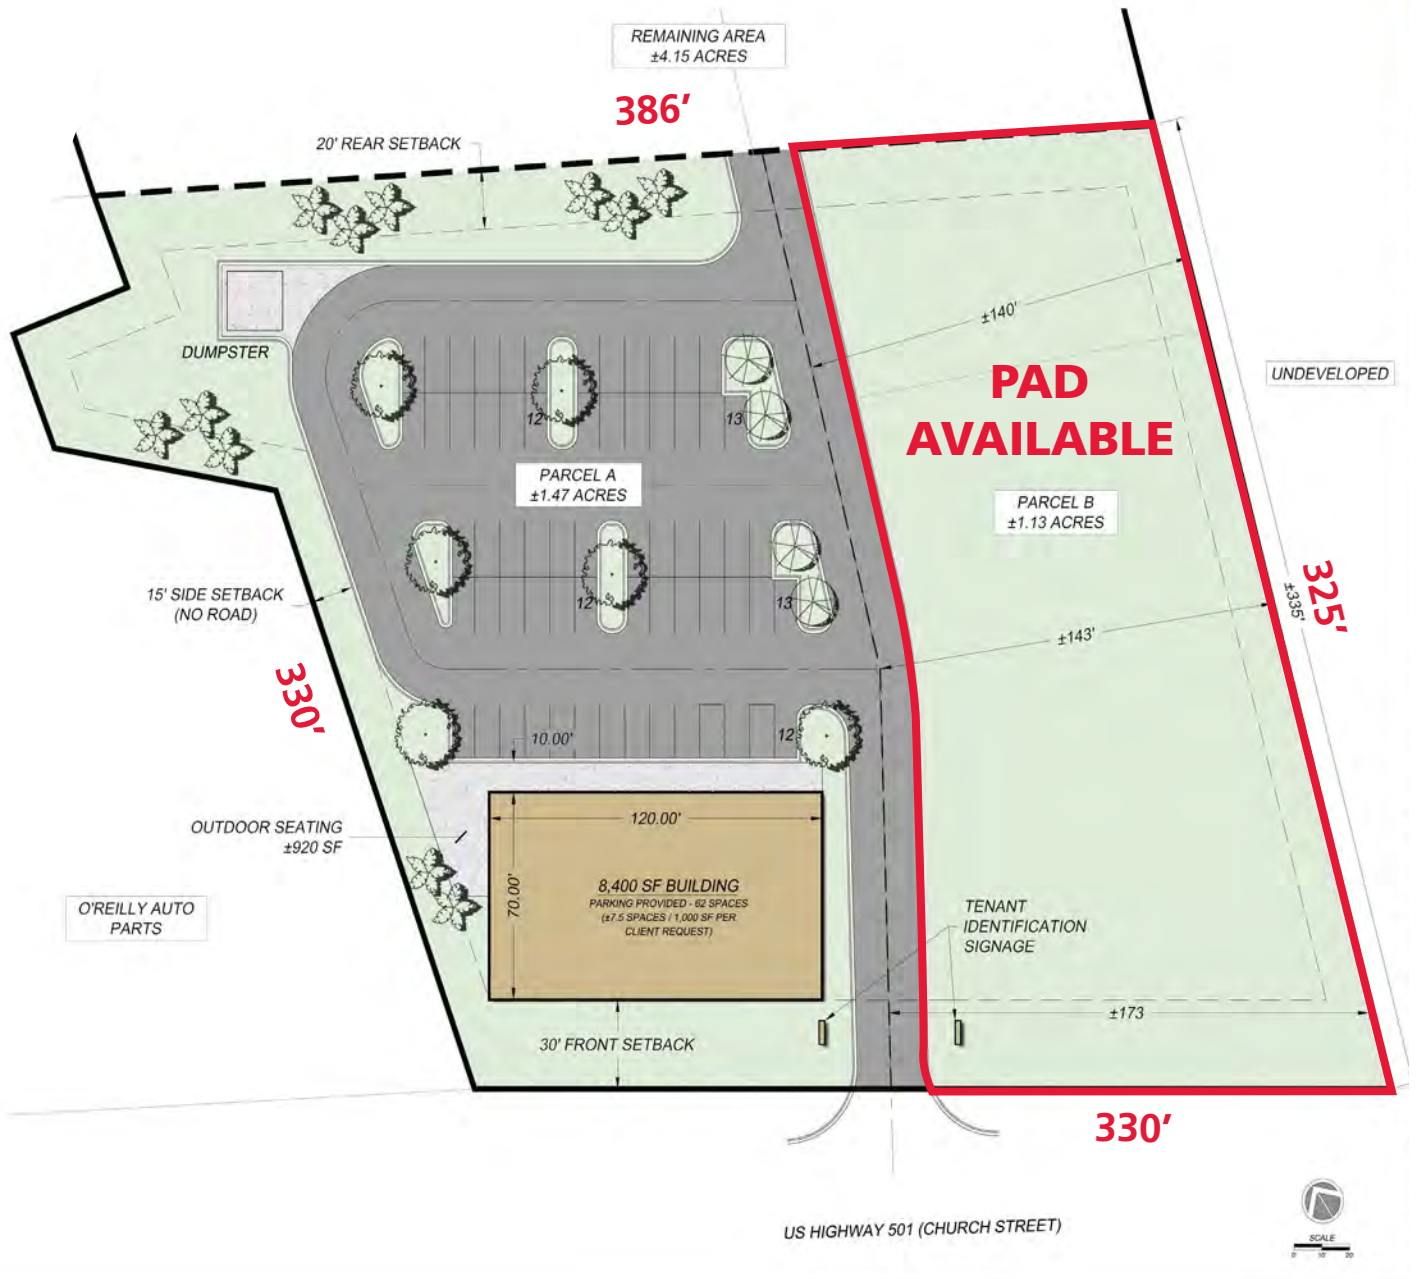 REMAINING AREA
±4.15 ACRES
386’
20' REAR SETBACK
±140'
DUMPSTER
UNDEVELOPED
PAD
AVAILABLE
12
13
PARCEL A
±1.47 ACRES
PARCEL B
±1.13 ACRES
15' SIDE SETBACK
(NO ROAD)
12
13
±335'
325’
±143'
330’
10.00'
12
120.00'
OUTDOOR SEATING
±920 SF
70.00'
8,400 SF BUILDING
PARKING PROVIDED - 62 SPACES
(±7.5 SPACES / 1,000 SF PER
CLIENT REQUEST)
O'REILLY AUTO
PARTS
TENANT
IDENTIFICATION
SIGNAGE
±173
30' FRONT SETBACK
330’
US HIGHWAY 501 (CHURCH STREET)
SCALE
0 10 20